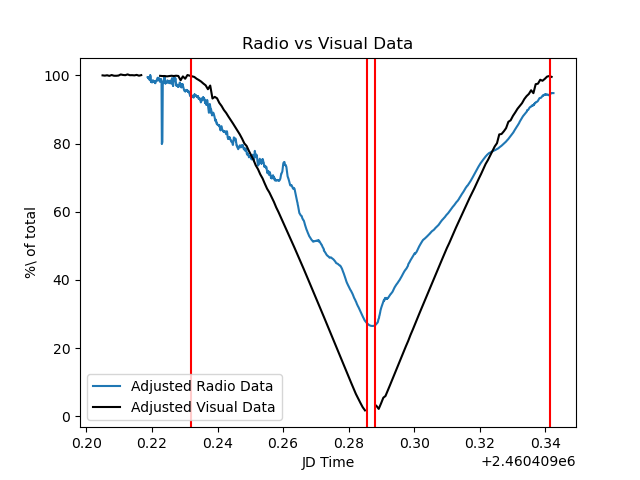 Radio vs Visual Data
100
80
60
40
20
0
%\ of total
Adjusted Radio Data
Adjusted Visual Data
0.20 0.22 0.24 0.26 0.28 0.30 0.32 0.34
JD Time
+2.460409e6